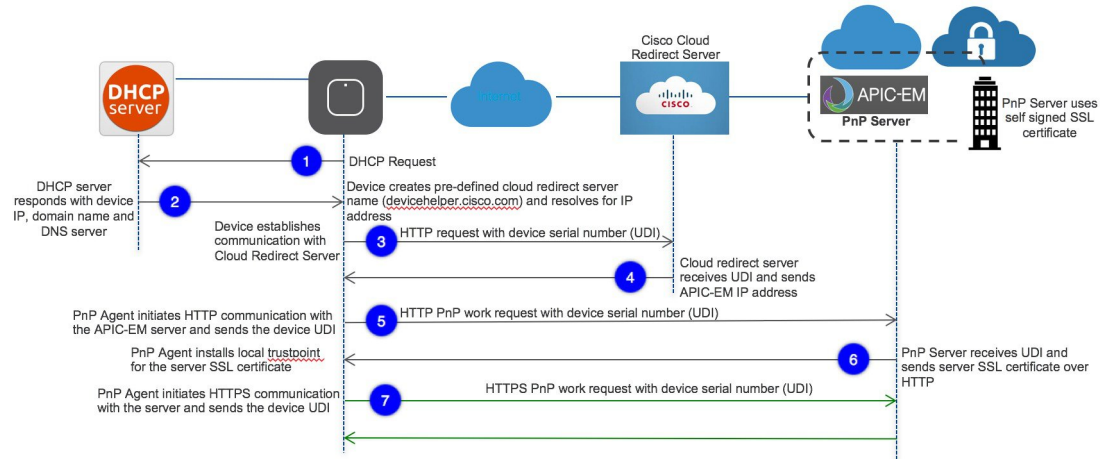 Cisco Cloud
Redirect Server
DHCP
server
Internet
CISCO
APIC-EM
PnP Server
PnP Server uses
self signed SSL
certificate
1
DHCP Request
DHCP server
responds with device
IP, domain name and
DNS server
2
Device creates pre-defined cloud redirect server
name (devicehelper.cisco.com) and resolves for IP
address
Device establishes
communication with
Cloud Redirect Server
3
HTTP request with device serial number (UDI)
4
Cloud redirect server
receives UDI and sends
APIC-EM IP address
PnP Agent initiates HTTP communication with
the APIC-EM server and sends the device UDI
5
HTTP PnP work request with device serial number (UDI)
PnP Agent installs local trustpoint
for the server SSL certificate
6
PnP Server receives UDI and
sends server SSL certificate over
HTTP
PnP Agent initiates HTTPS communication
with the server and sends the device UDI
7
HTTPS PnP work request with device serial number (UDI)